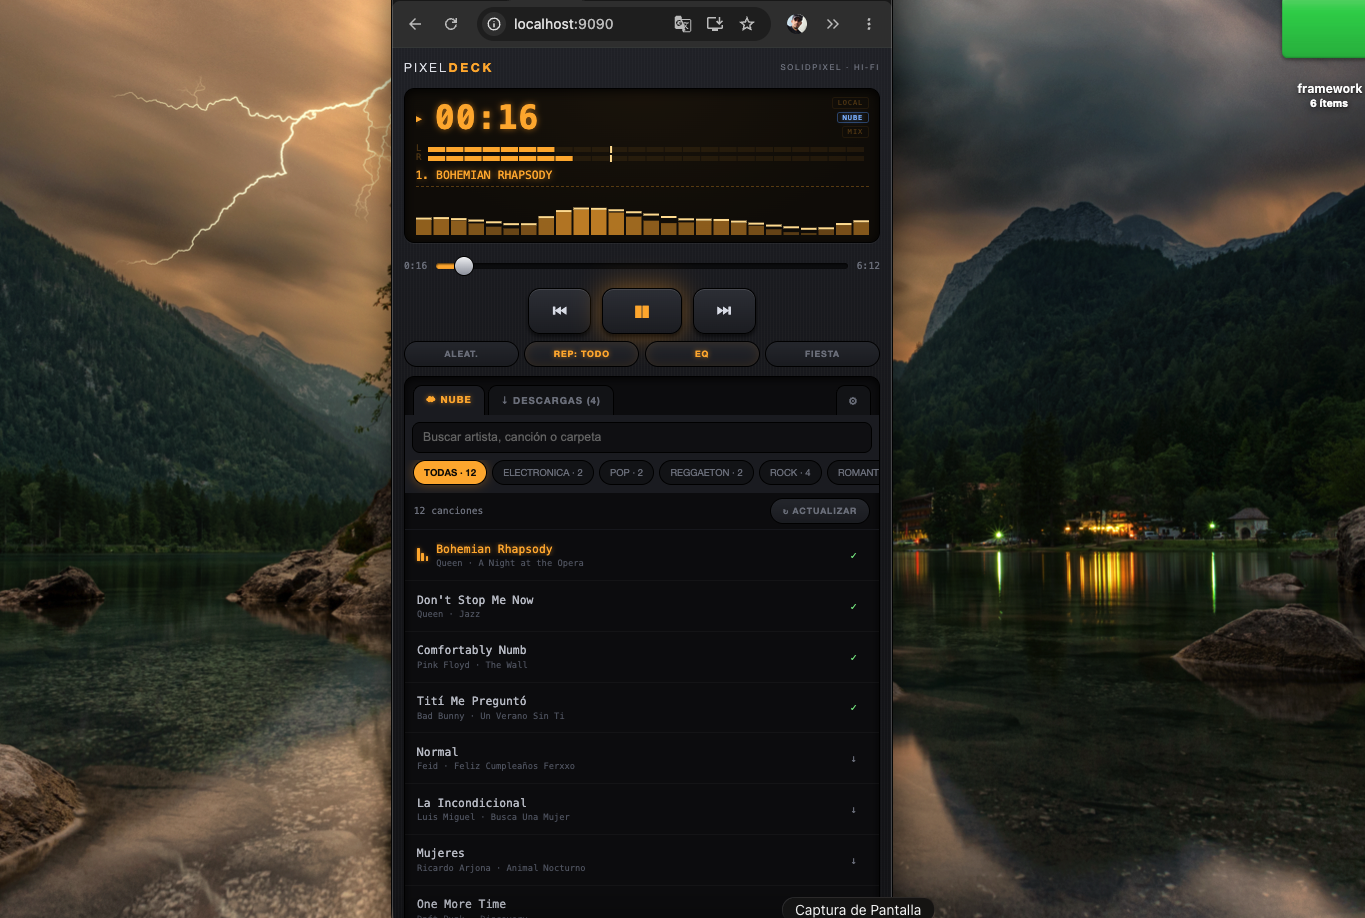 localhost:9090
PIXELDECK
SOLIDPIXEL · HI-FI
00:16
LOCAL
NUBE
MIX
L
R
1. BOHEMIAN RHAPSODY
0:16
6:12
ALEAT.
REP: TODO
EQ
FIESTA
NUBE
↓ DESCARGAS (4)
Buscar artista, canción o carpeta
TODAS · 12
ELECTRONICA · 2
POP · 2
REGGAETON · 2
ROCK · 4
ROMANT
12 canciones
↻ ACTUALIZAR
Bohemian Rhapsody
Queen · A Night at the Opera
Don't Stop Me Now
Queen · Jazz
Comfortably Numb
Pink Floyd · The Wall
Tití Me Preguntó
Bad Bunny · Un Verano Sin Ti
Normal
Feid · Feliz Cumpleaños Ferxxo
La Incondicional
Luis Miguel · Busca Una Mujer
Mujeres
Ricardo Arjona · Animal Nocturno
One More Time
framework
6 ítems
Captura de Pantalla